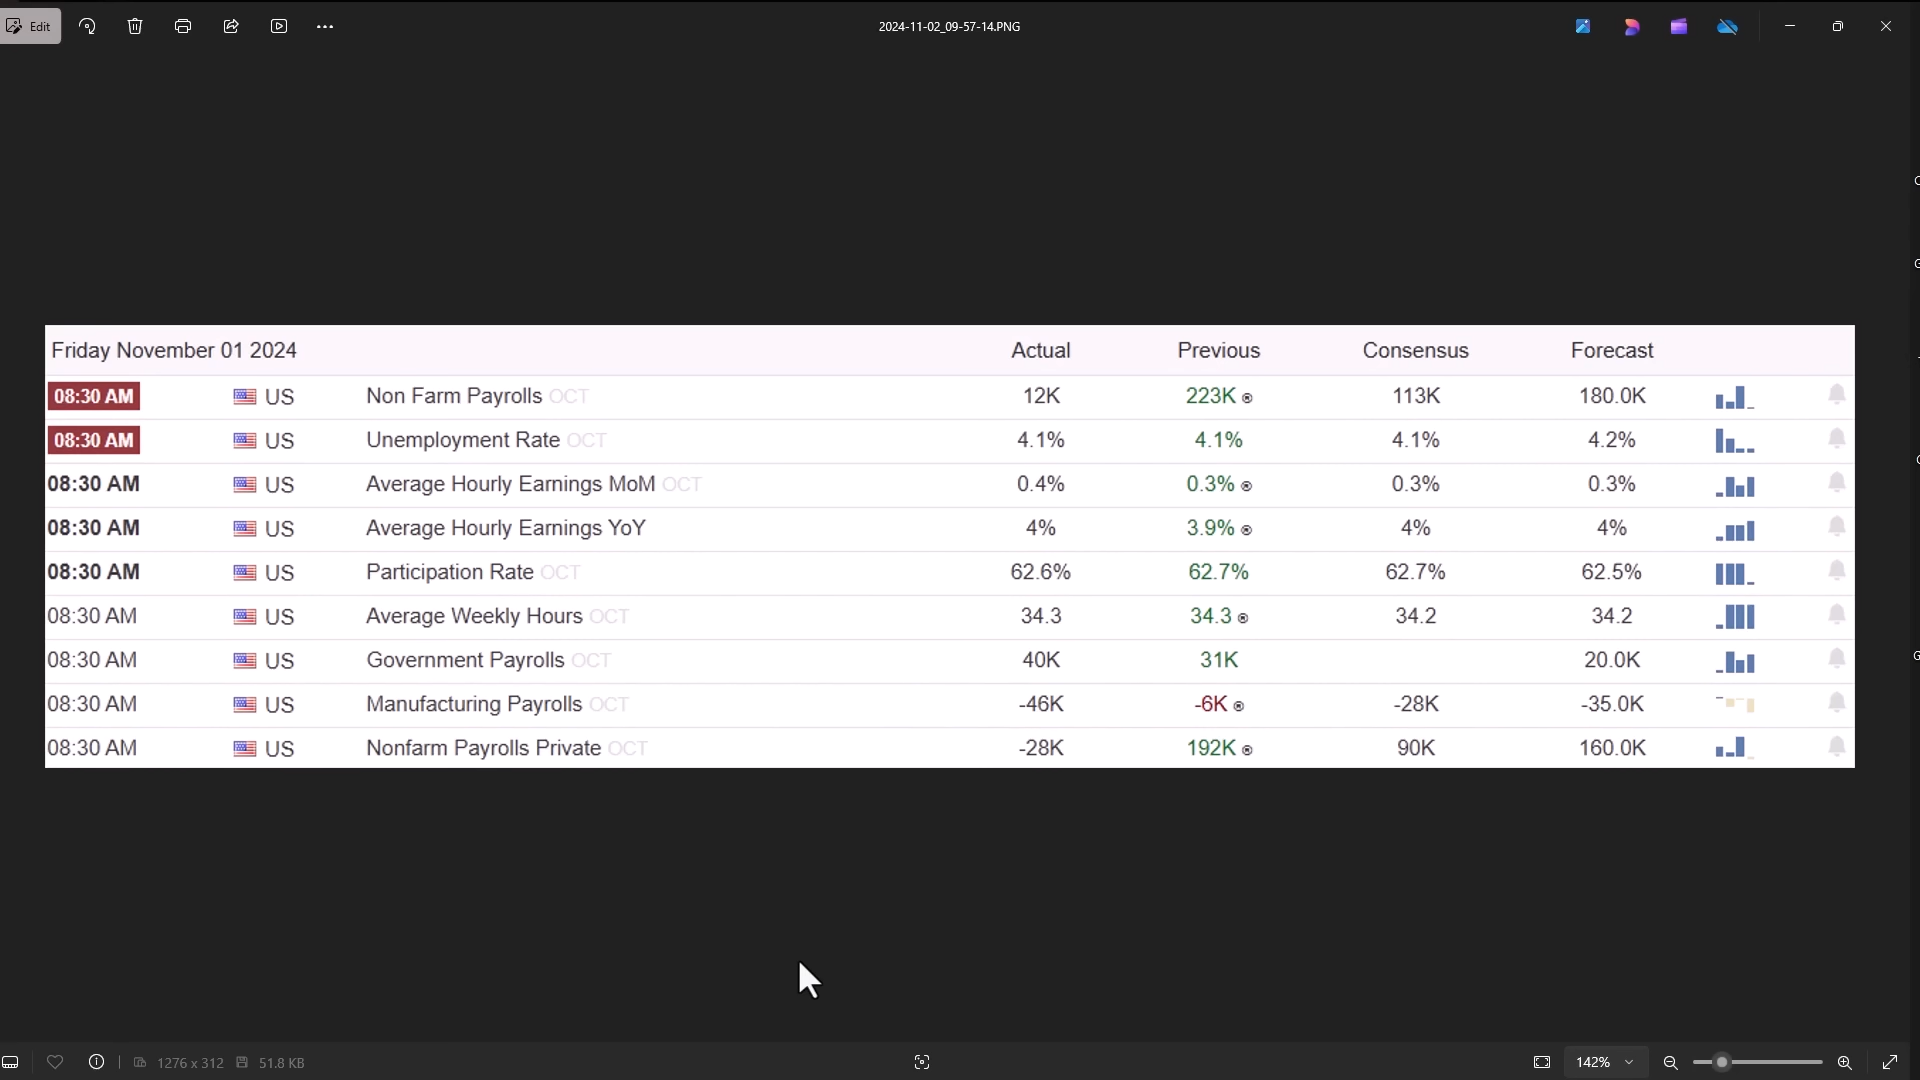 Edit
2024-11-02_09-57-14.PNG
Friday November 01 2024 Actual Previous Consensus Forecast
08:30 AM US Non Farm Payrolls OCT 12K 223K ® 113K 180.0K
08:30 AM US Unemployment Rate OCT 4.1% 4.1% 4.1% 4.2%
08:30 AM US Average Hourly Earnings MoM OCT 0.4% 0.3% ® 0.3% 0.3%
08:30 AM US Average Hourly Earnings YoY 4% 3.9% ® 4% 4%
08:30 AM US Participation Rate OCT 62.6% 62.7% 62.7% 62.5%
08:30 AM US Average Weekly Hours OCT 34.3 34.3 ® 34.2 34.2
08:30 AM US Government Payrolls OCT 40K 31K 20.0K
08:30 AM US Manufacturing Payrolls OCT -46K -6K ® -28K -35.0K
08:30 AM US Nonfarm Payrolls Private OCT -28K 192K ® 90K 160.0K
1276 x 312 51.8 KB 142%